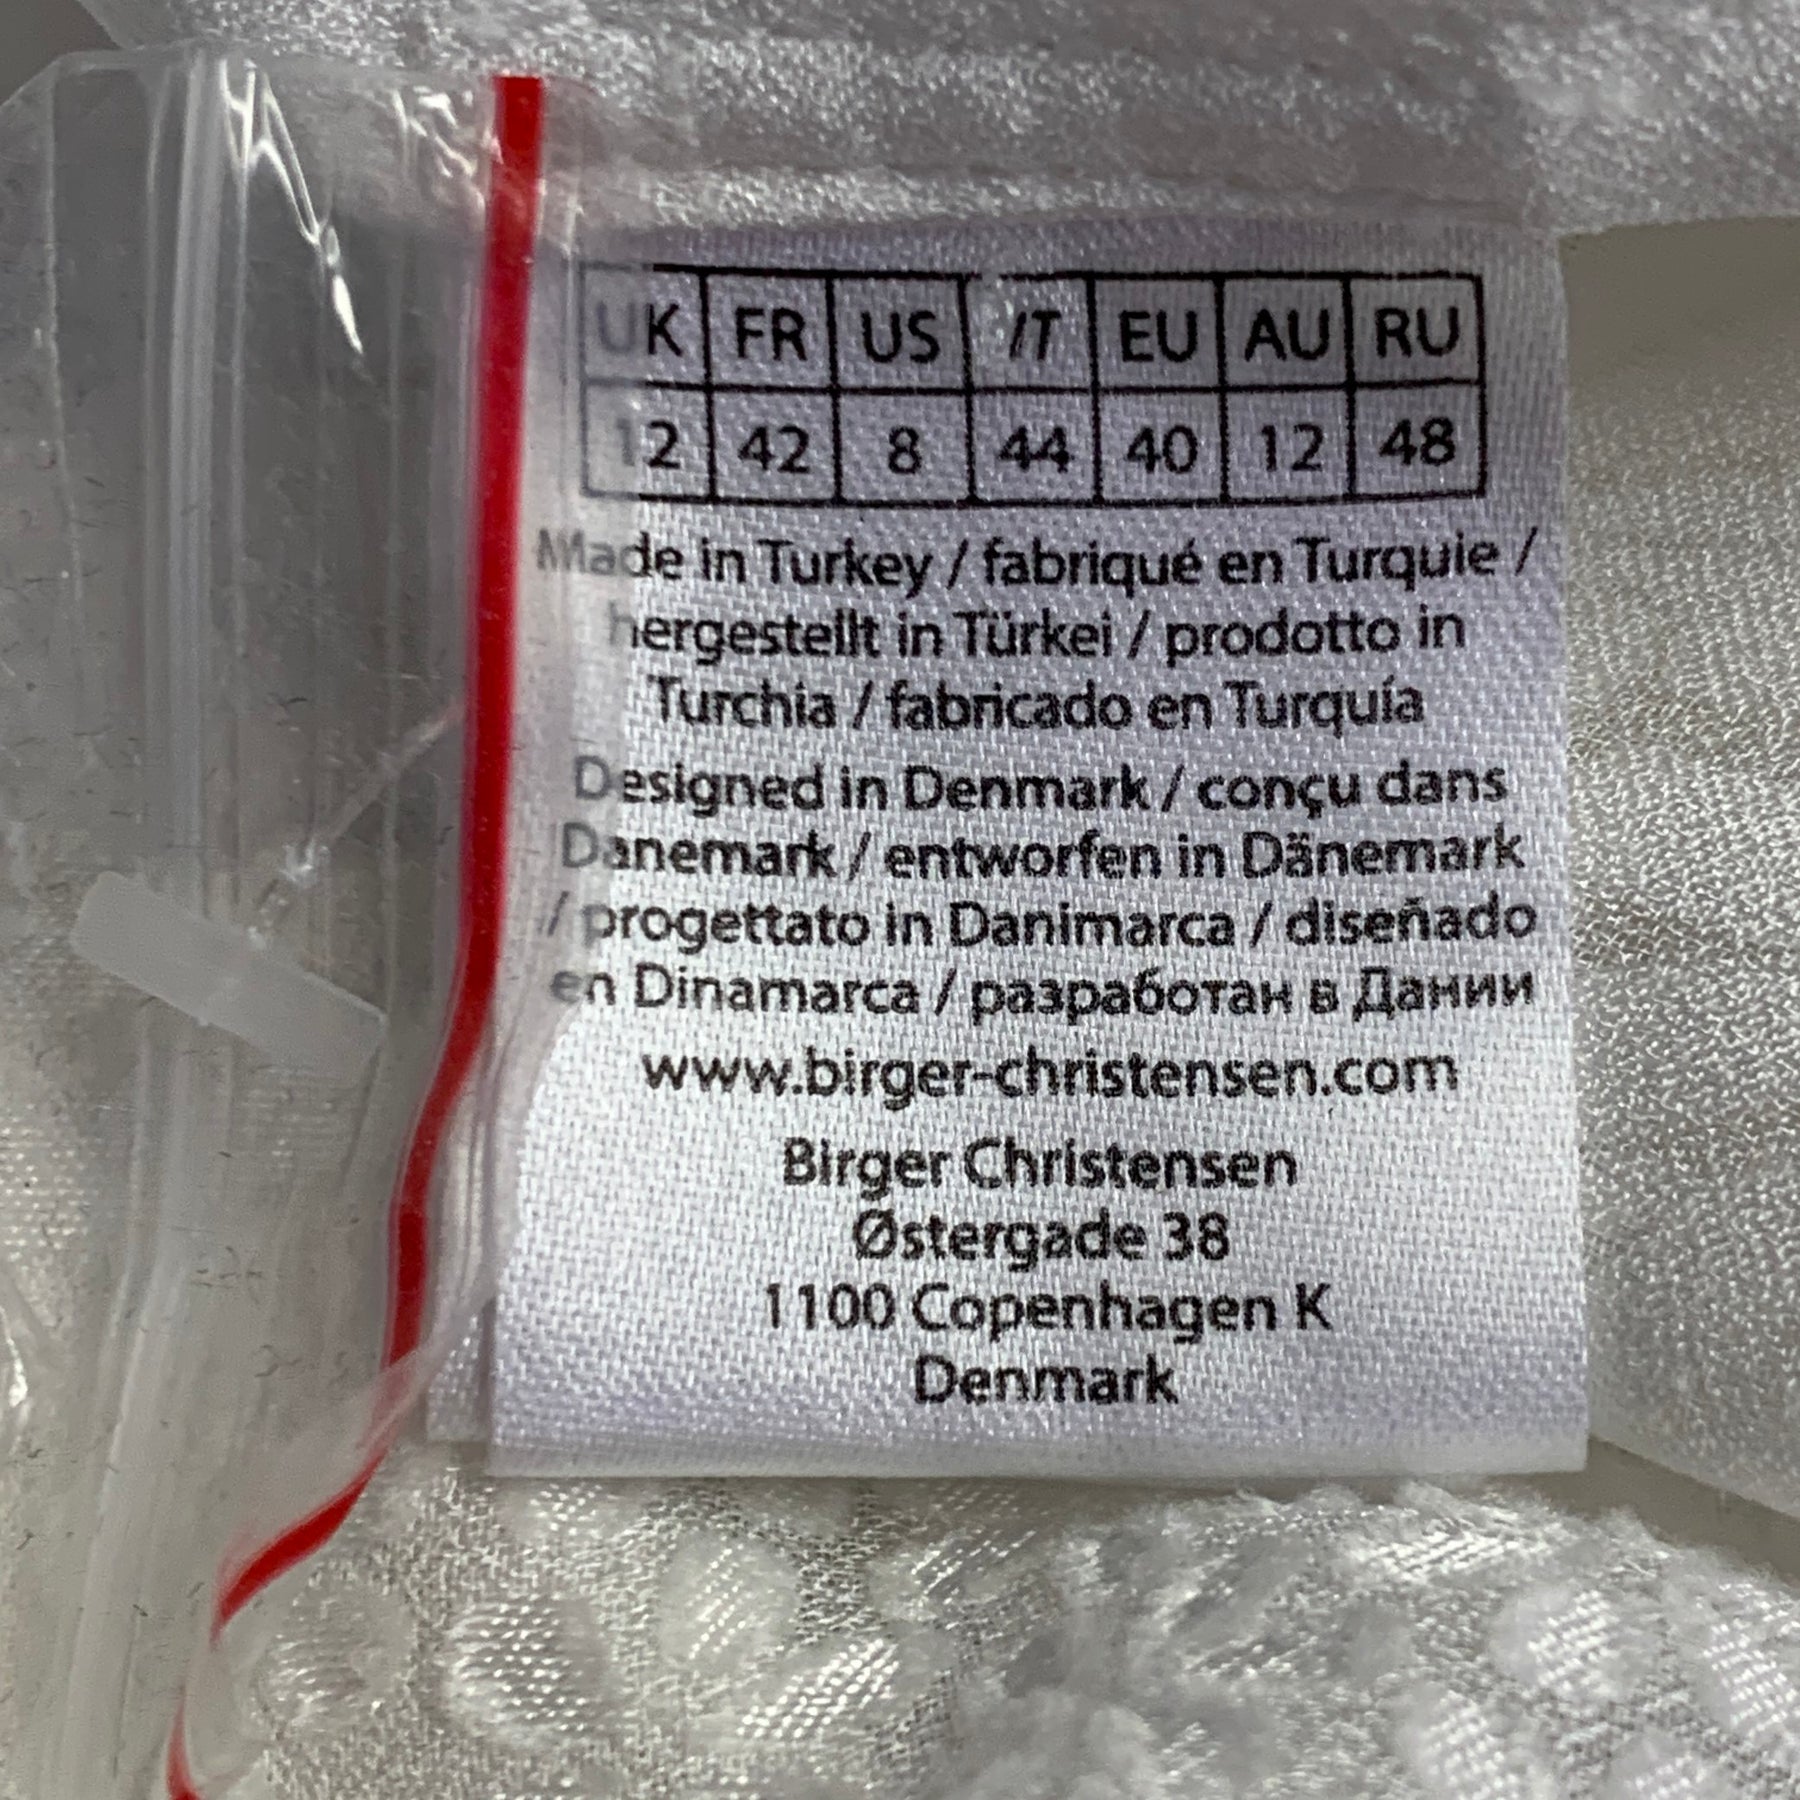 UK FR US IT EU AU RU
12 42 8 44 40 12 48
Made in Turkey / fabriqué en Turquie /
hergestellt in Türkei / prodotto in
Turchia / fabricado en Turquía
Designed in Denmark / conçu dans
Danemark / entworfen in Dänemark
/ progettato in Danimarca / diseñado
en Dinamarca / разработан в Дании
www.birger-christensen.com
Birger Christensen
Østergade 38
1100 Copenhagen K
Denmark